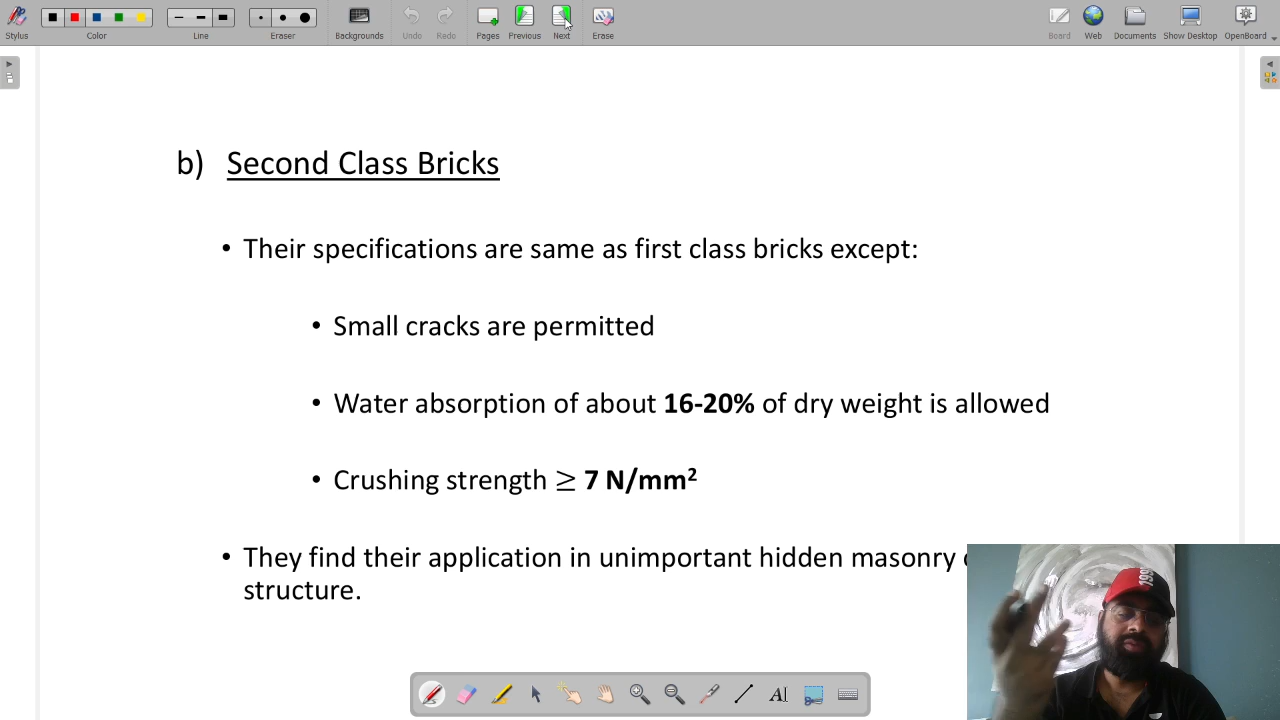 Stylus Color Line Eraser Backgrounds Undo Redo Pages Previous Next Erase Board Web Documents Show Desktop OpenBoard
b) Second Class Bricks
• Their specifications are same as first class bricks except:
• Small cracks are permitted
• Water absorption of about 16-20% of dry weight is allowed
• Crushing strength ≥ 7 N/mm²
• They find their application in unimportant hidden masonry
structure.
199
AI